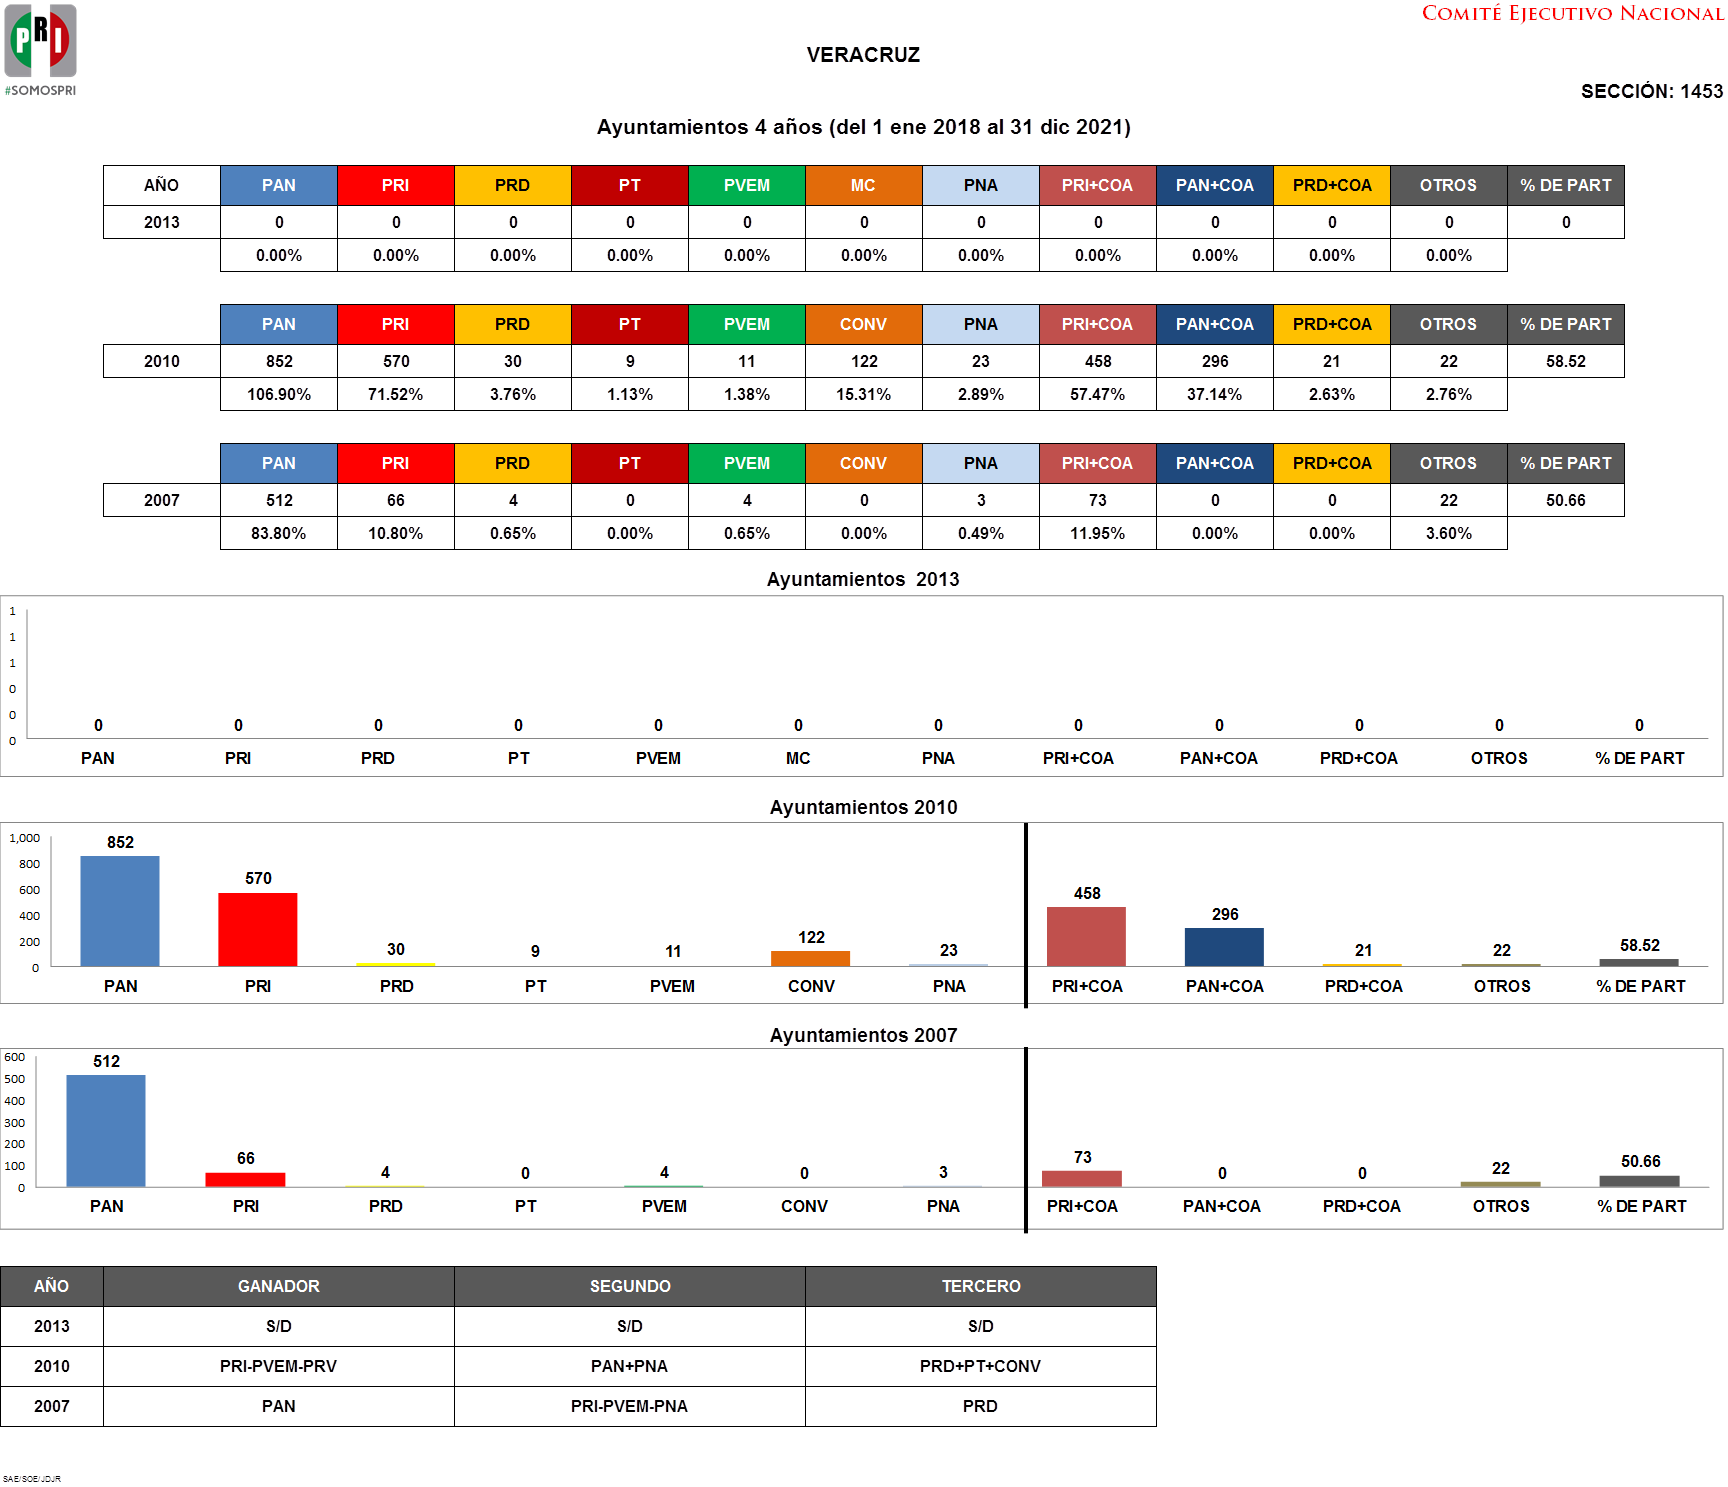 PRI
#SOMOSPRI
COMITÉ EJECUTIVO NACIONAL
VERACRUZ
SECCIÓN: 1453
Ayuntamientos 4 años (del 1 ene 2018 al 31 dic 2021)
AÑO PAN PRI PRD PT PVEM MC PNA PRI+COA PAN+COA PRD+COA OTROS % DE PART
2013 0 0 0 0 0 0 0 0 0 0 0 0
0.00% 0.00% 0.00% 0.00% 0.00% 0.00% 0.00% 0.00% 0.00% 0.00% 0.00%
PAN PRI PRD PT PVEM CONV PNA PRI+COA PAN+COA PRD+COA OTROS % DE PART
2010 852 570 30 9 11 122 23 458 296 21 22 58.52
106.90% 71.52% 3.76% 1.13% 1.38% 15.31% 2.89% 57.47% 37.14% 2.63% 2.76%
PAN PRI PRD PT PVEM CONV PNA PRI+COA PAN+COA PRD+COA OTROS % DE PART
2007 512 66 4 0 4 0 3 73 0 0 22 50.66
83.80% 10.80% 0.65% 0.00% 0.65% 0.00% 0.49% 11.95% 0.00% 0.00% 3.60%
Ayuntamientos 2013
1
1
1
0
0
0
0 0 0 0 0 0 0 0 0 0 0 0
PAN PRI PRD PT PVEM MC PNA PRI+COA PAN+COA PRD+COA OTROS % DE PART
Ayuntamientos 2010
1,000
800
600
400
200
0
852 570 30 9 11 122 23 458 296 21 22 58.52
PAN PRI PRD PT PVEM CONV PNA PRI+COA PAN+COA PRD+COA OTROS % DE PART
Ayuntamientos 2007
600
500
400
300
200
100
0
512 66 4 0 4 0 3 73 0 0 22 50.66
PAN PRI PRD PT PVEM CONV PNA PRI+COA PAN+COA PRD+COA OTROS % DE PART
AÑO GANADOR SEGUNDO TERCERO
2013 S/D S/D S/D
2010 PRI-PVEM-PRV PAN+PNA PRD+PT+CONV
2007 PAN PRI-PVEM-PNA PRD
SAE/SOE/JDJR